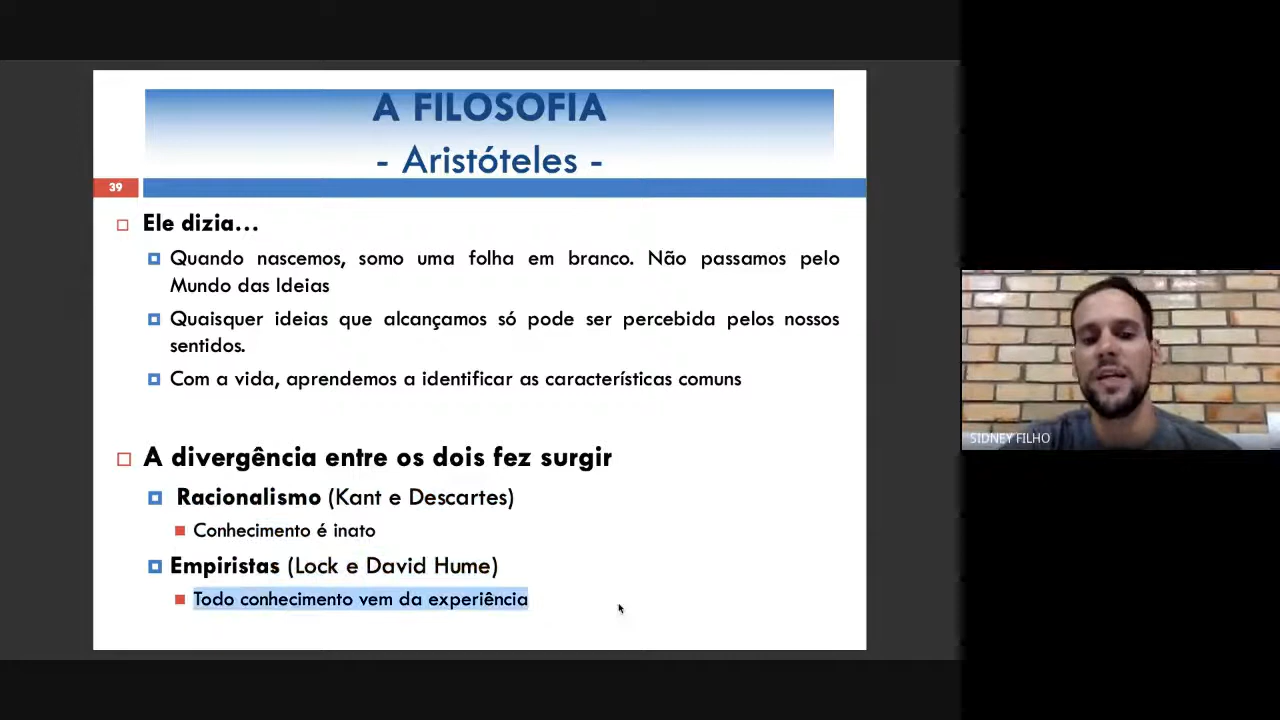 A FILOSOFIA
- Aristóteles -
39
Ele dizia...
Quando nascemos, somo uma folha em branco. Não passamos pelo
Mundo das Ideias
Quaisquer ideias que alcançamos só pode ser percebida pelos nossos
sentidos.
Com a vida, aprendemos a identificar as características comuns
A divergência entre os dois fez surgir
Racionalismo (Kant e Descartes)
Conhecimento é inato
Empiristas (Lock e David Hume)
Todo conhecimento vem da experiência
SIDNEY FILHO